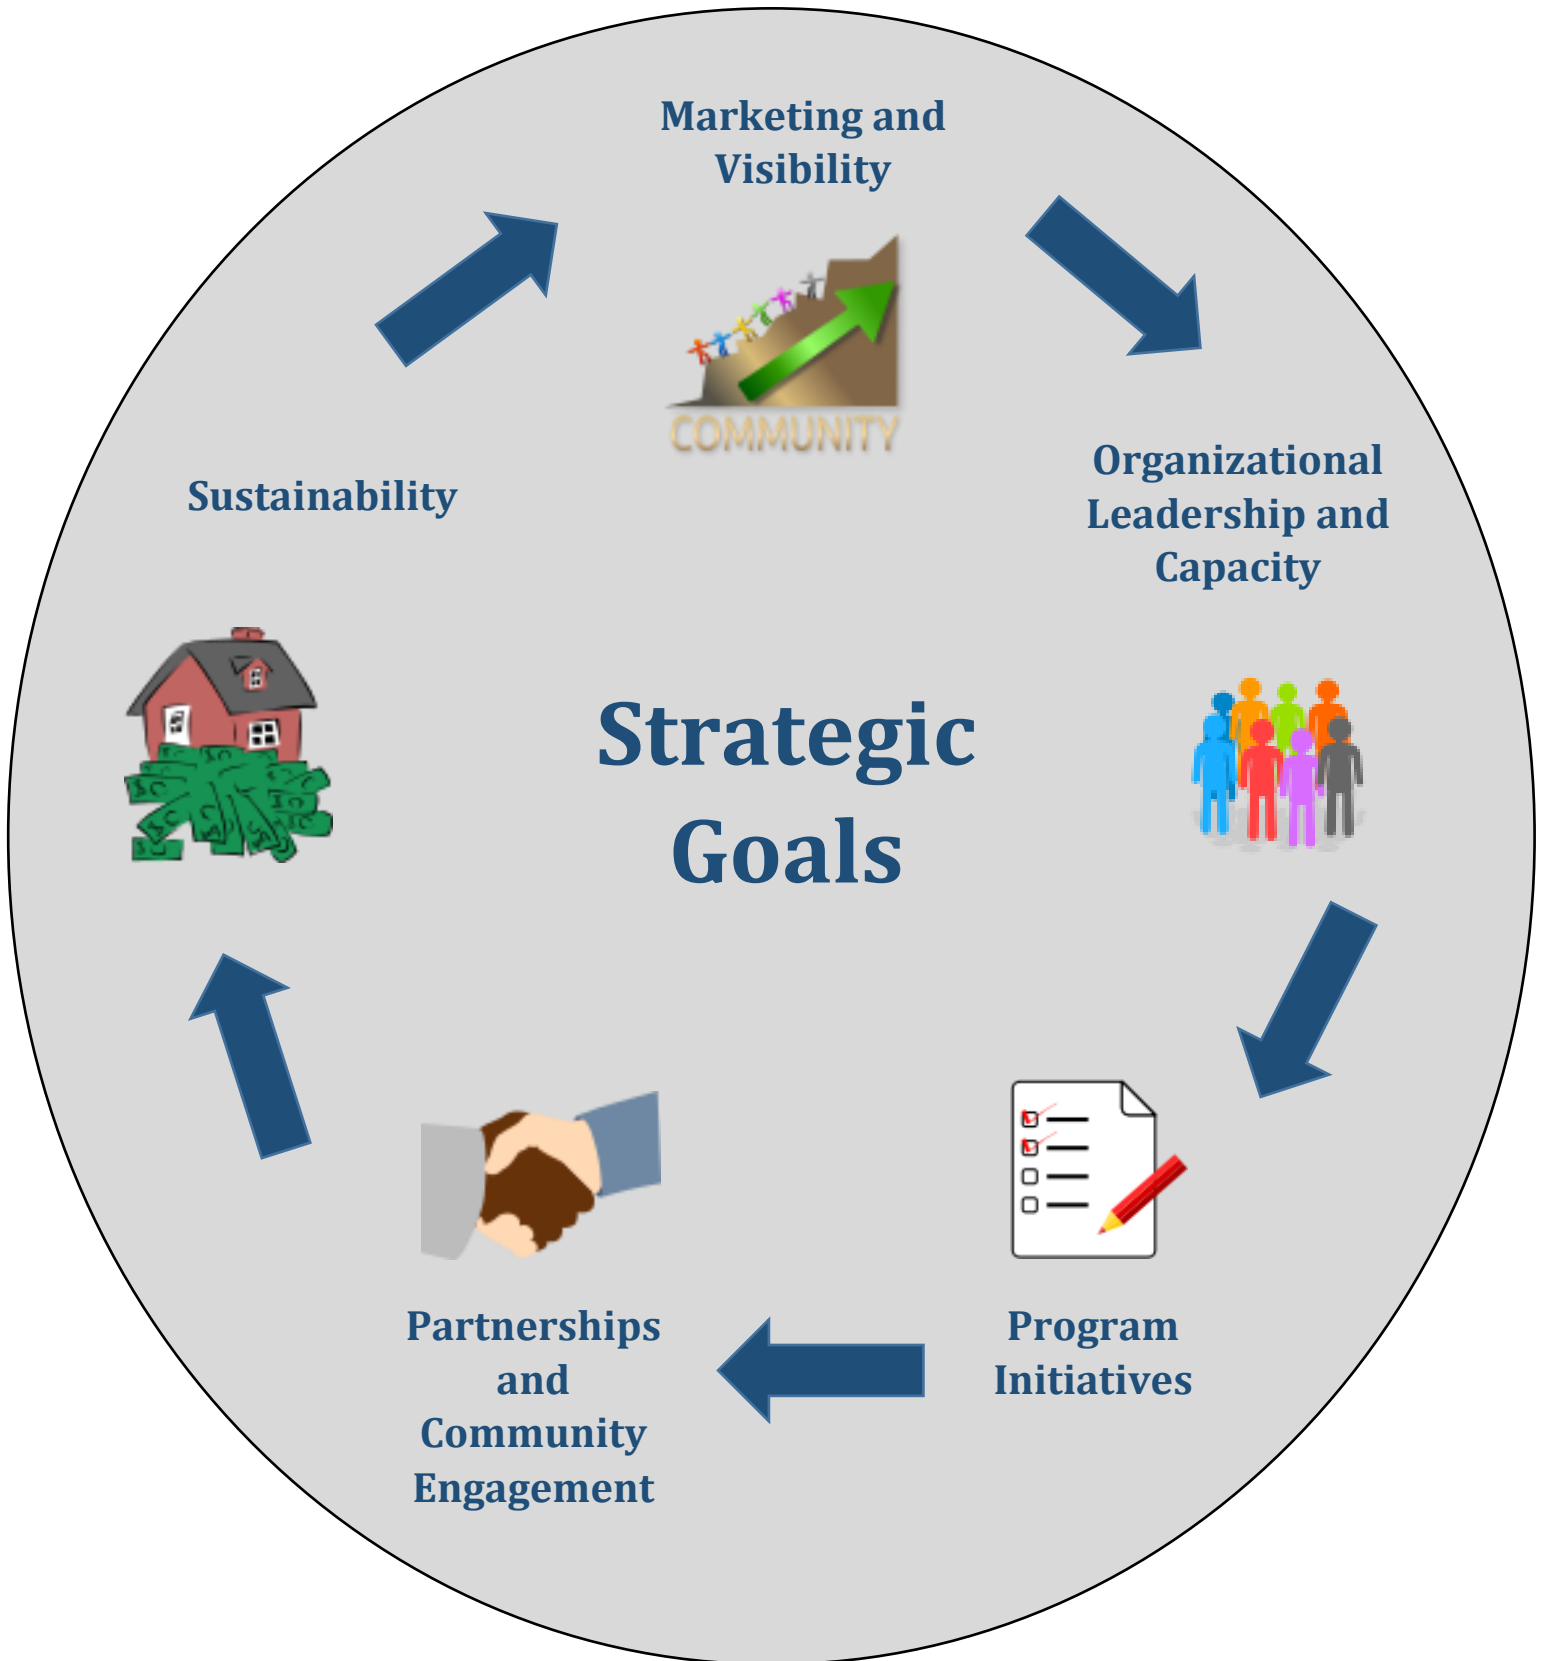 Marketing and
Visibility
COMMUNITY
Organizational
Leadership and
Capacity
Sustainability
Strategic
Goals
Program
Initiatives
Partnerships
and
Community
Engagement